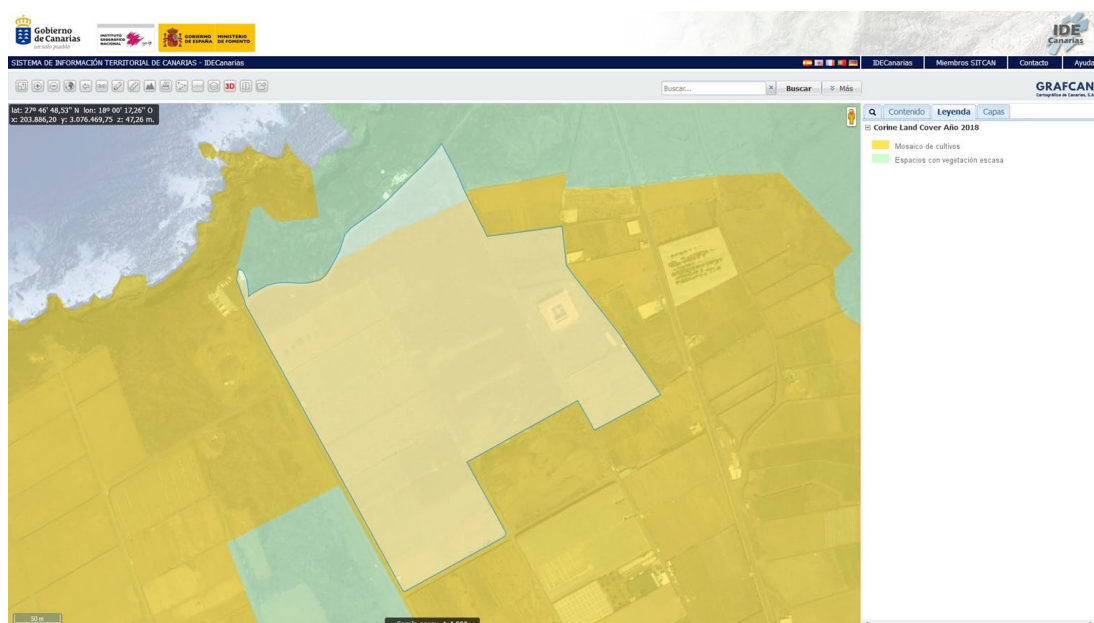 Gobierno
de Canarias
un solo pueblo
INSTITUTO
GEOGRÁFICO
NACIONAL
GOBIERNO
DE ESPAÑA
MINISTERIO
DE FOMENTO
IDE
Canarias
SISTEMA DE INFORMACIÓN TERRITORIAL DE CANARIAS - IDECanarias
IDECanarias
Miembros SITCAN
Contacto
Ayuda
3D
Buscar...
Buscar
Más
GRAFCAN
Cartográfica de Canarias, S.A
lat: 27º 46' 48,53" N lon: 18º 00' 17,26" O
x: 203.886,20 y: 3.076.469,75 z: 47,26 m.
Contenido
Leyenda
Capas
Corine Land Cover Año 2018
Mosaico de cultivos
Espacios con vegetación escasa
50 m